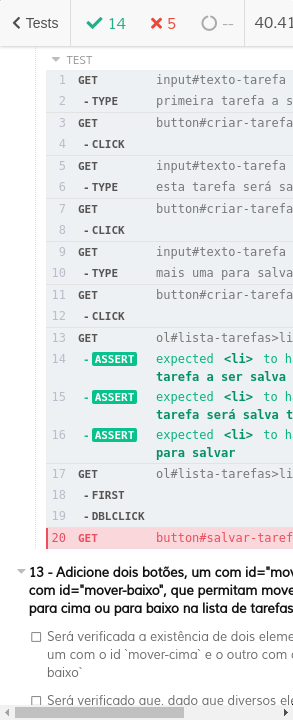 Tests 14 5 -- 40.41
TEST
1 GET input#texto-tarefa
2 -TYPE primeira tarefa a s
3 GET button#criar-tarefa
4 -CLICK
5 GET input#texto-tarefa
6 -TYPE esta tarefa será sa
7 GET button#criar-tarefa
8 -CLICK
9 GET input#texto-tarefa
10 -TYPE mais uma para salva
11 GET button#criar-tarefa
12 -CLICK
13 GET ol#lista-tarefas>li
14 -ASSERT expected <li> to h
tarefa a ser salva
15 -ASSERT expected <li> to h
tarefa será salva t
16 -ASSERT expected <li> to h
para salvar
17 GET ol#lista-tarefas>li
18 -FIRST
19 -DBLCLICK
20 GET button#salvar-taref
13 - Adicione dois botões, um com id="mov
com id="mover-baixo", que permitam mover
para cima ou para baixo na lista de tarefas
Será verificada a existência de dois eleme
um com o id `mover-cima` e o outro com o
baixo`
Será verificado que, dado que diversos ele